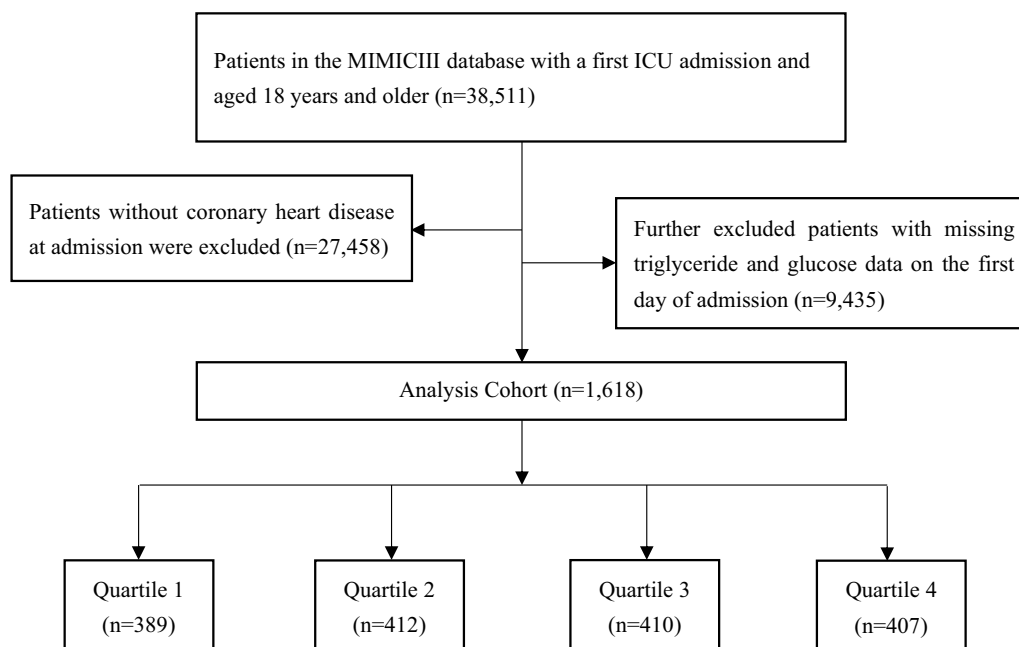 Patients in the MIMICIII database with a first ICU admission and
aged 18 years and older (n=38,511)
Patients without coronary heart disease
at admission were excluded (n=27,458)
Further excluded patients with missing
triglyceride and glucose data on the first
day of admission (n=9,435)
Analysis Cohort (n=1,618)
Quartile 1
(n=389)
Quartile 2
(n=412)
Quartile 3
(n=410)
Quartile 4
(n=407)